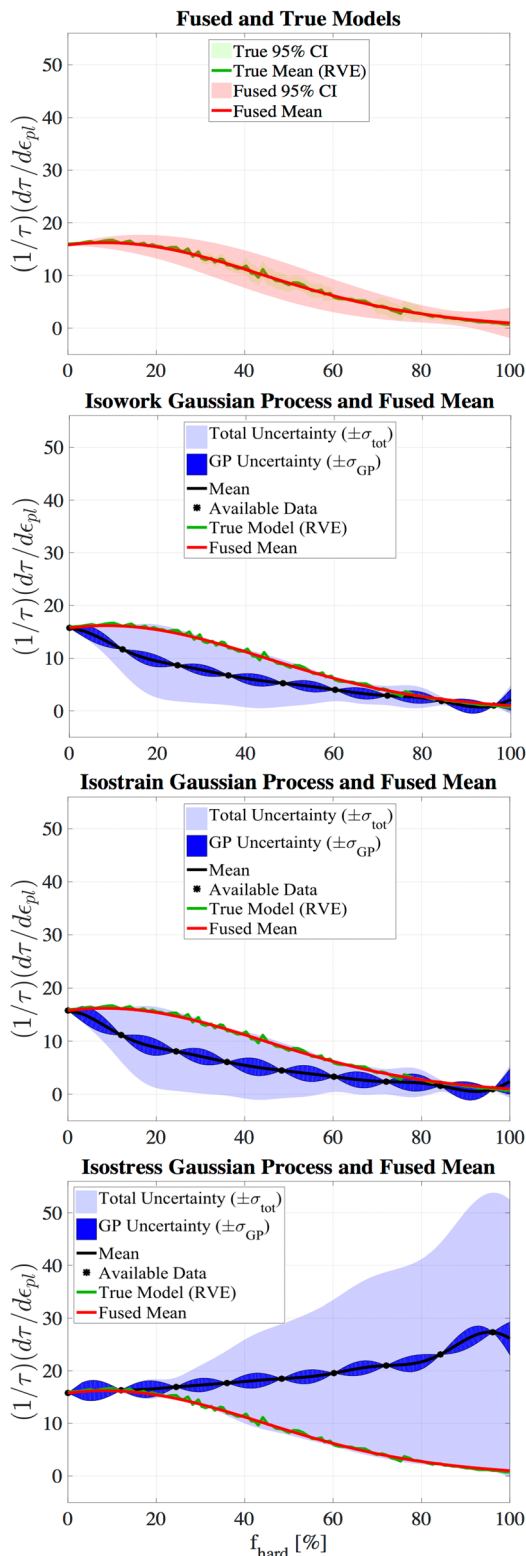 Fused and True Models
50
40
30
20
10
0
(1/τ)(dτ/dϵ_pl)
True 95% CI
True Mean (RVE)
Fused 95% CI
Fused Mean
0 20 40 60 80 100
Isowork Gaussian Process and Fused Mean
50
40
30
20
10
0
(1/τ)(dτ/dϵ_pl)
Total Uncertainty (±σ_tot)
GP Uncertainty (±σ_GP)
Mean
Available Data
True Model (RVE)
Fused Mean
0 20 40 60 80 100
Isostrain Gaussian Process and Fused Mean
50
40
30
20
10
0
(1/τ)(dτ/dϵ_pl)
Total Uncertainty (±σ_tot)
GP Uncertainty (±σ_GP)
Mean
Available Data
True Model (RVE)
Fused Mean
0 20 40 60 80 100
Isostress Gaussian Process and Fused Mean
50
40
30
20
10
0
(1/τ)(dτ/dϵ_pl)
Total Uncertainty (±σ_tot)
GP Uncertainty (±σ_GP)
Mean
Available Data
True Model (RVE)
Fused Mean
0 20 40 60 80 100
f_hard [%]